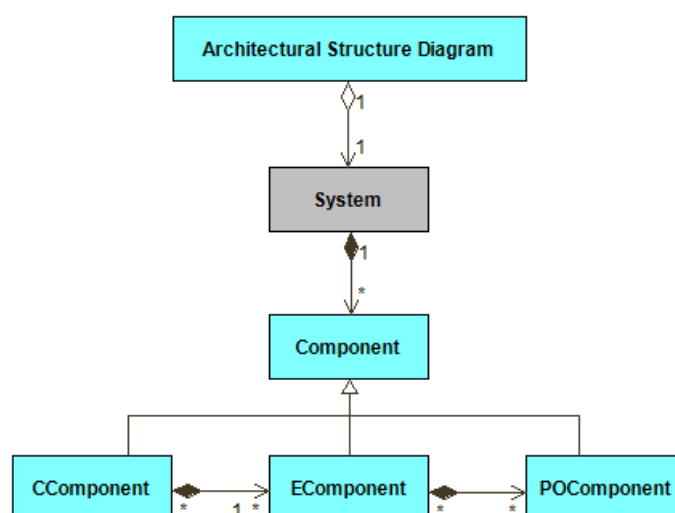 Architectural Structure Diagram
1
1
System
1
*
Component
CComponent
EComponent
POComponent
* 1 * * *